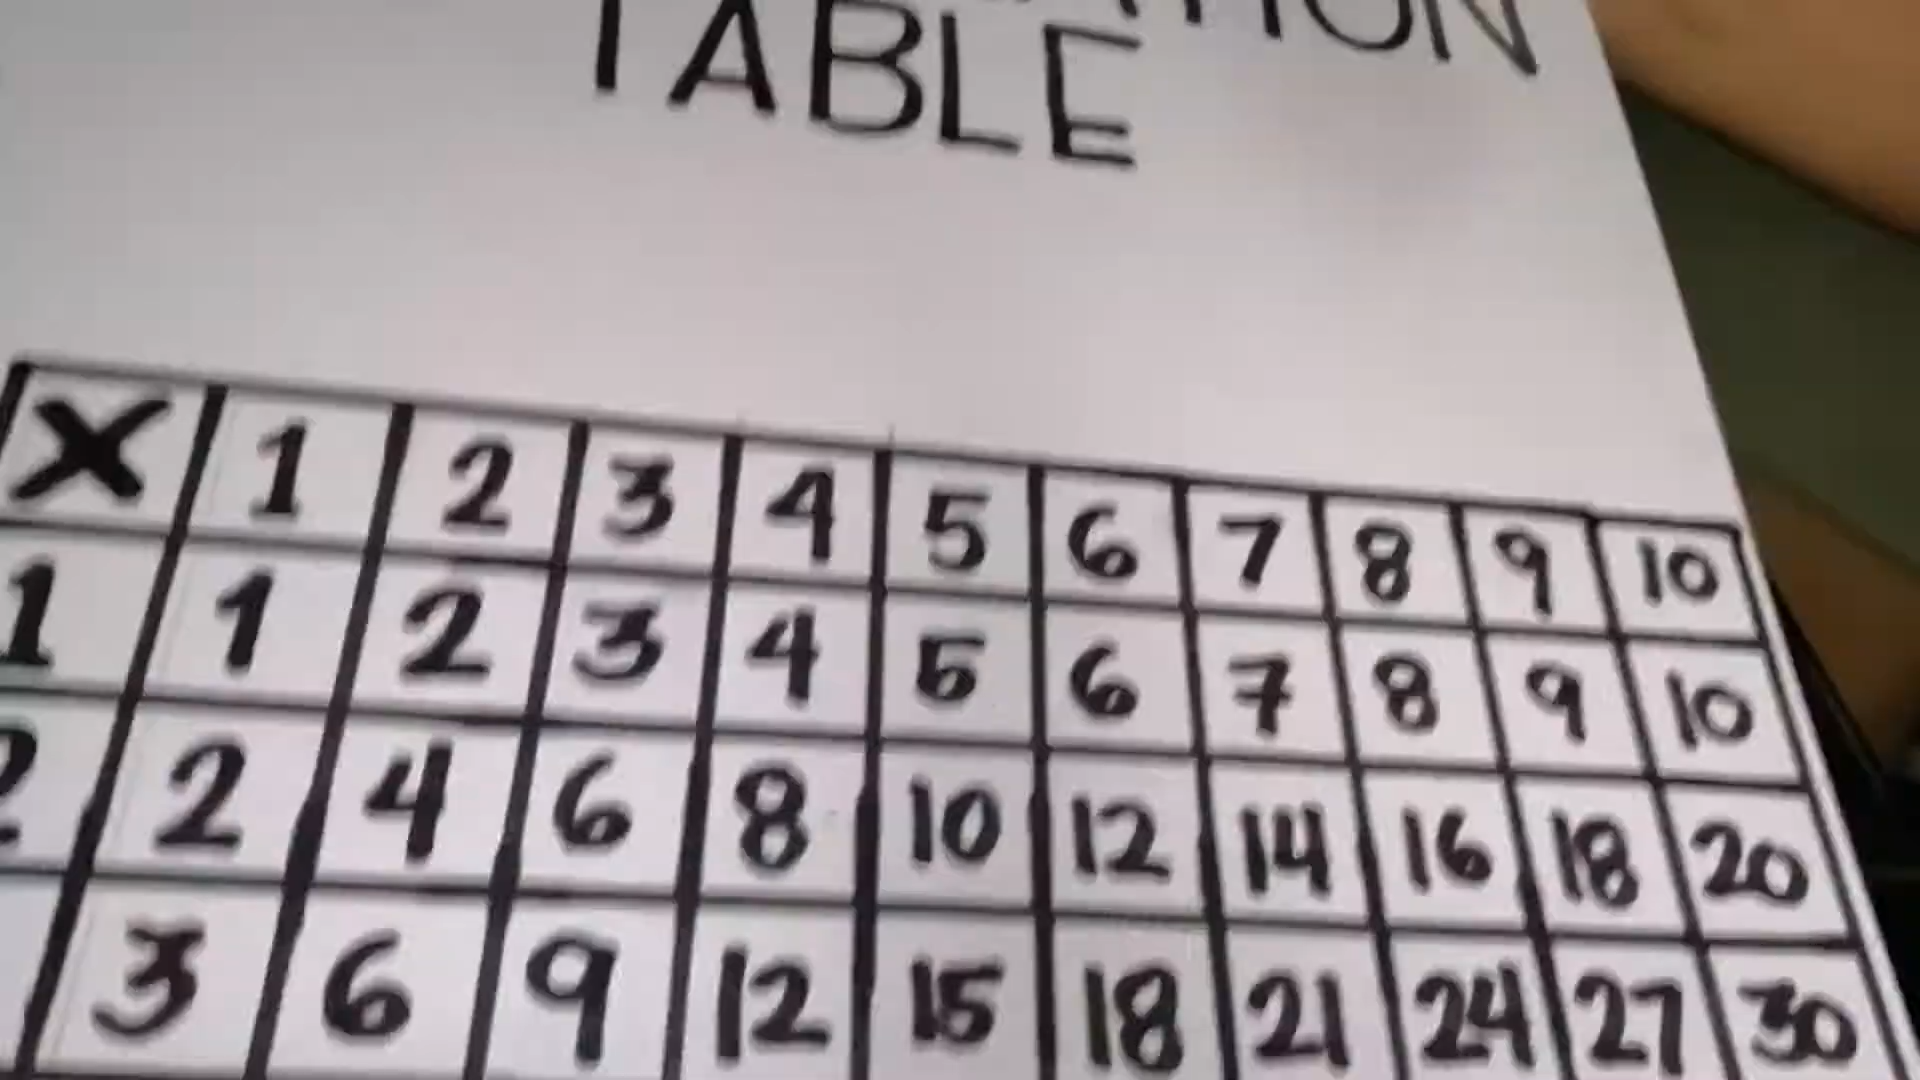 TABLE
X 1 2 3 4 5 6 7 8 9 10
1 1 2 3 4 5 6 7 8 9 10
2 2 4 6 8 10 12 14 16 18 20
3 6 9 12 15 18 21 24 27 30